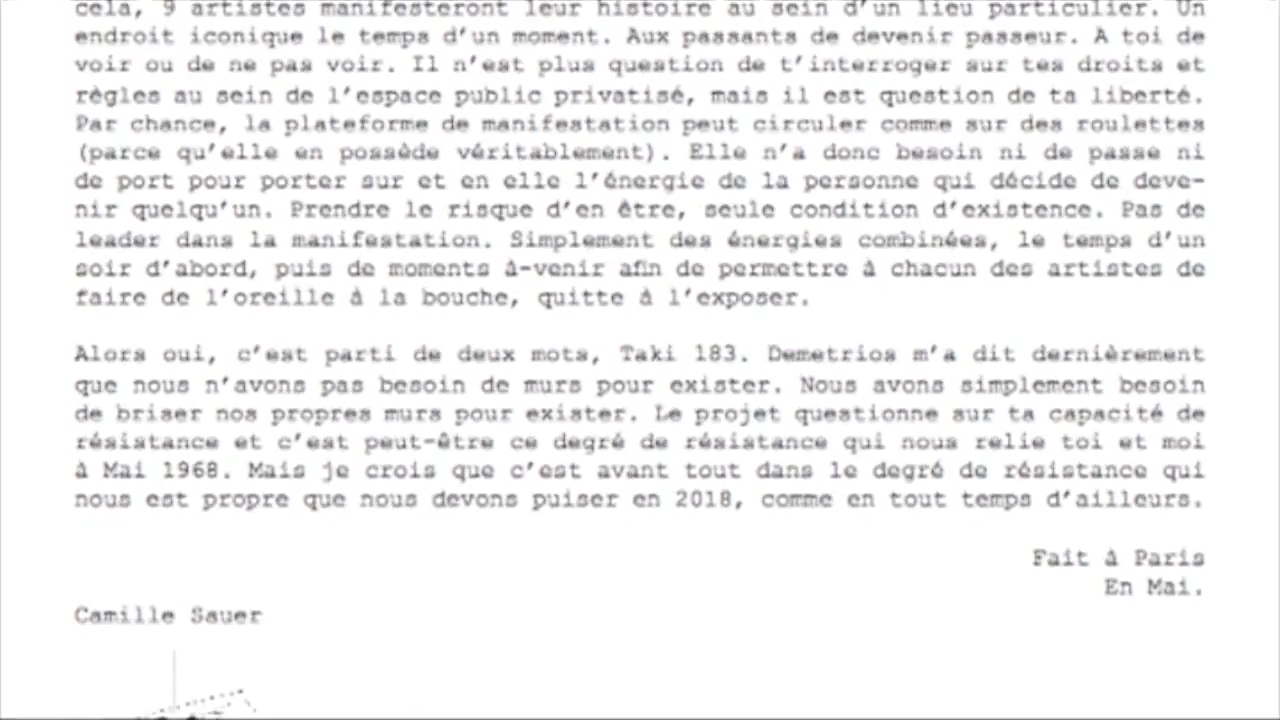 cela, 9 artistes manifesteront leur histoire au sein d'un lieu particulier. Un
endroit iconique le temps d'un moment. Aux passants de devenir passeur. A toi de
voir ou de ne pas voir. Il n'est plus question de t'interroger sur tes droits et
règles au sein de l'espace public privatisé, mais il est question de ta liberté.
Par chance, la plateforme de manifestation peut circuler comme sur des roulettes
(parce qu'elle en possède véritablement). Elle n'a donc besoin ni de passe ni
de port pour porter sur et en elle l'énergie de la personne qui décide de deve-
nir quelqu'un. Prendre le risque d'en être, seule condition d'existence. Pas de
leader dans la manifestation. Simplement des énergies combinées, le temps d'un
soir d'abord, puis de moments à-venir afin de permettre à chacun des artistes de
faire de l'oreille à la bouche, quitte à l'exposer.
Alors oui, c'est parti de deux mots, Taki 183. Demetrios m'a dit dernièrement
que nous n'avons pas besoin de murs pour exister. Nous avons simplement besoin
de briser nos propres murs pour exister. Le projet questionne sur ta capacité de
résistance et c'est peut-être ce degré de résistance qui nous relie toi et moi
à Mai 1968. Mais je crois que c'est avant tout dans le degré de résistance qui
nous est propre que nous devons puiser en 2018, comme en tout temps d'ailleurs.
Fait à Paris
En Mai.
Camille Sauer